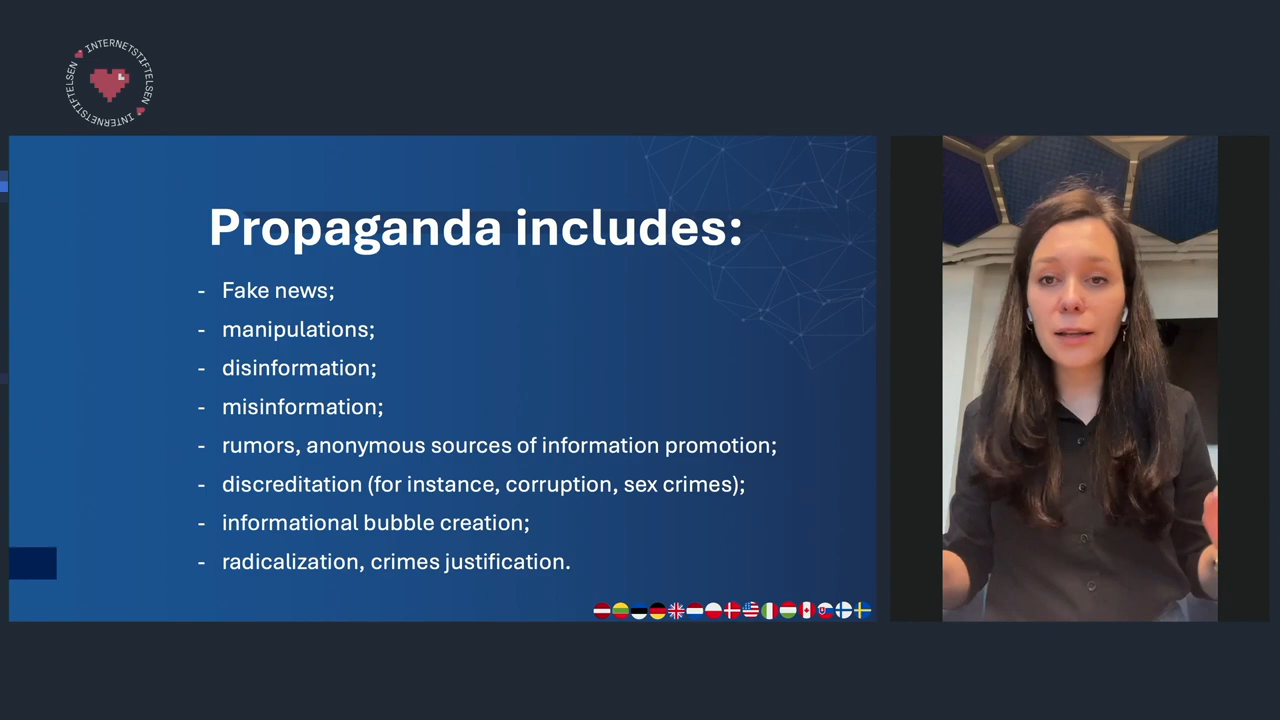 INTERNETSTIFTELSEN
INTERNETSTIFTELSEN
Propaganda includes:
- Fake news;
- manipulations;
- disinformation;
- misinformation;
- rumors, anonymous sources of information promotion;
- discreditation (for instance, corruption, sex crimes);
- informational bubble creation;
- radicalization, crimes justification.